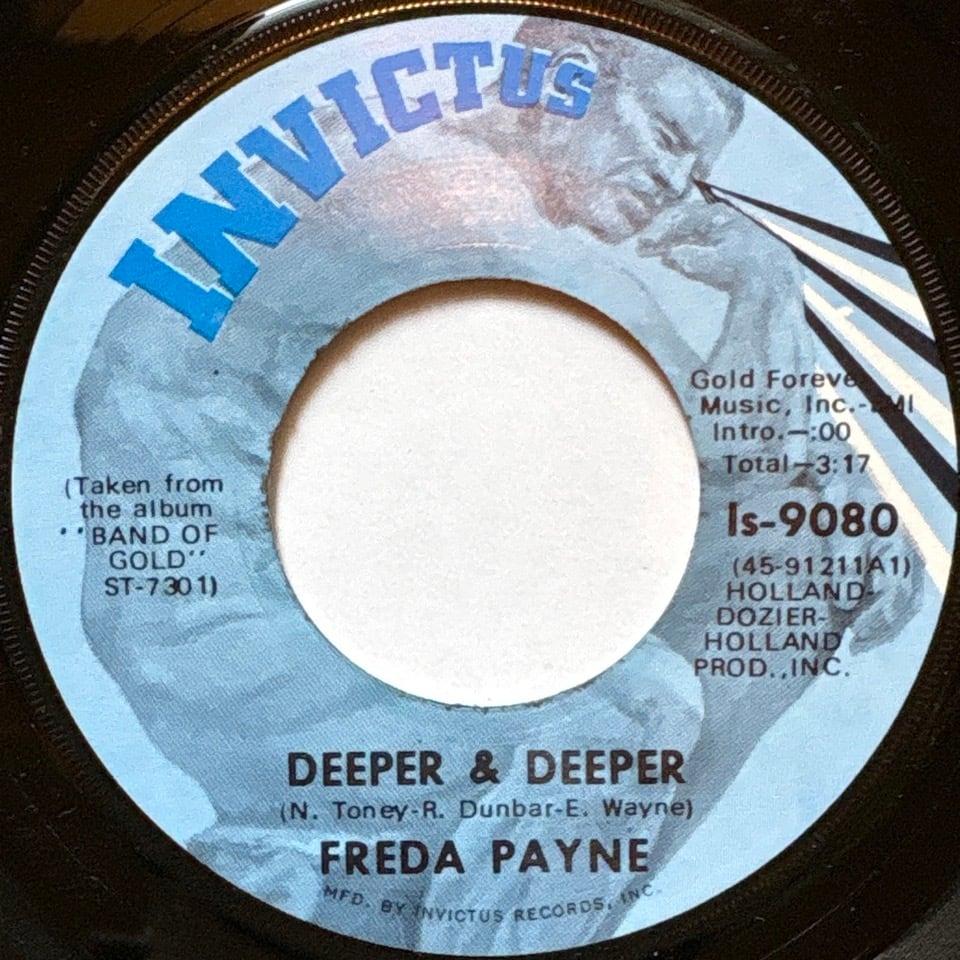 INVICTUS
Gold Foreve
Music, Inc.-BMI
Intro.—:00
Total—3:17
Is-9080
(45-91211A1)
HOLLAND-
DOZIER-
HOLLAND
PROD.,INC.
(Taken from
the album
"BAND OF
GOLD"
ST-7301)
DEEPER & DEEPER
(N. Toney-R. Dunbar-E. Wayne)
FREDA PAYNE
MFD. BY INVICTUS RECORDS, INC.